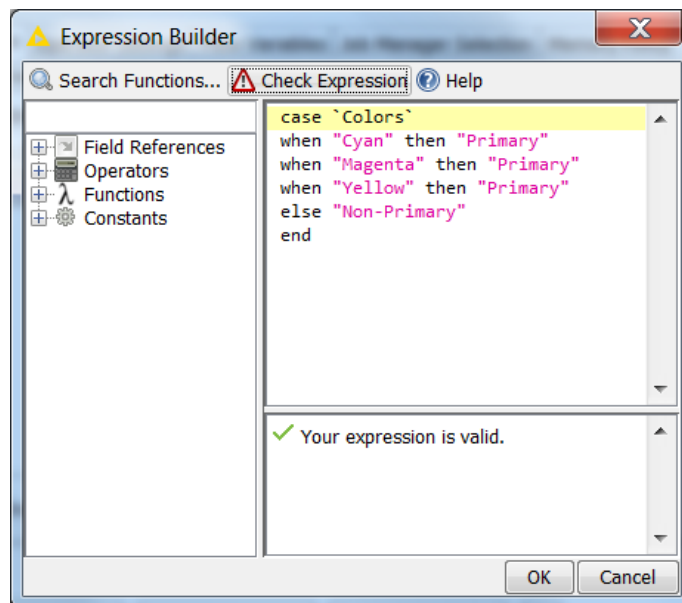 Expression Builder
Search Functions... Check Expression Help
Field References
Operators
Functions
Constants
case `Colors`
when "Cyan" then "Primary"
when "Magenta" then "Primary"
when "Yellow" then "Primary"
else "Non-Primary"
end
Your expression is valid.
OK Cancel